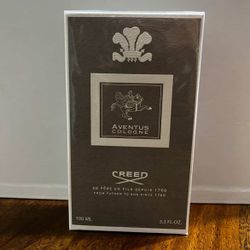 AVENTUS
COLOGNE
CREED
DE PÈRE EN FILS DEPUIS 1760
FROM FATHER TO SON SINCE 1760
100 ML
3.3 FL.OZ.